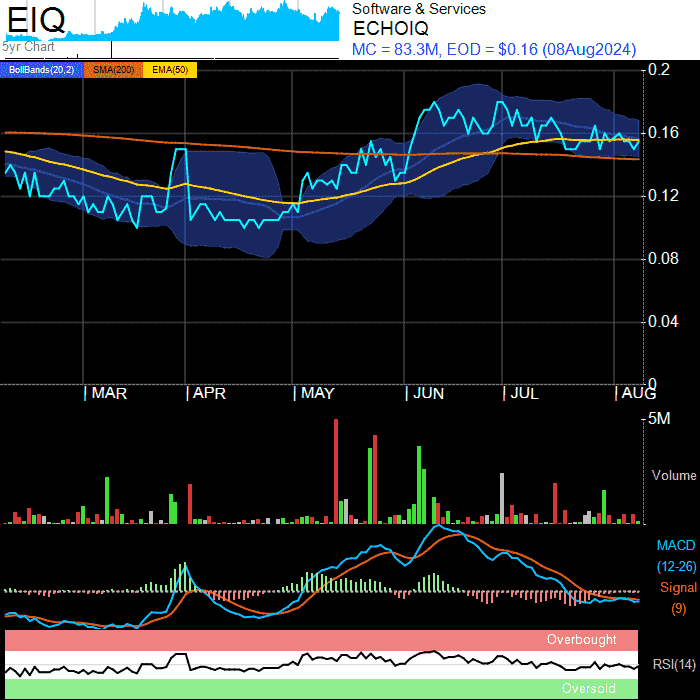 EIQ
Software & Services
ECHOIQ
5yr Chart
MC = 83.3M, EOD = $0.16 (08Aug2024)
BollBands(20,2) SMA(200) EMA(50)
0.2
0.16
0.12
0.08
0.04
0
MAR APR MAY JUN JUL AUG
5M
Volume
MACD
(12-26)
Signal
(9)
Overbought
RSI(14)
Oversold